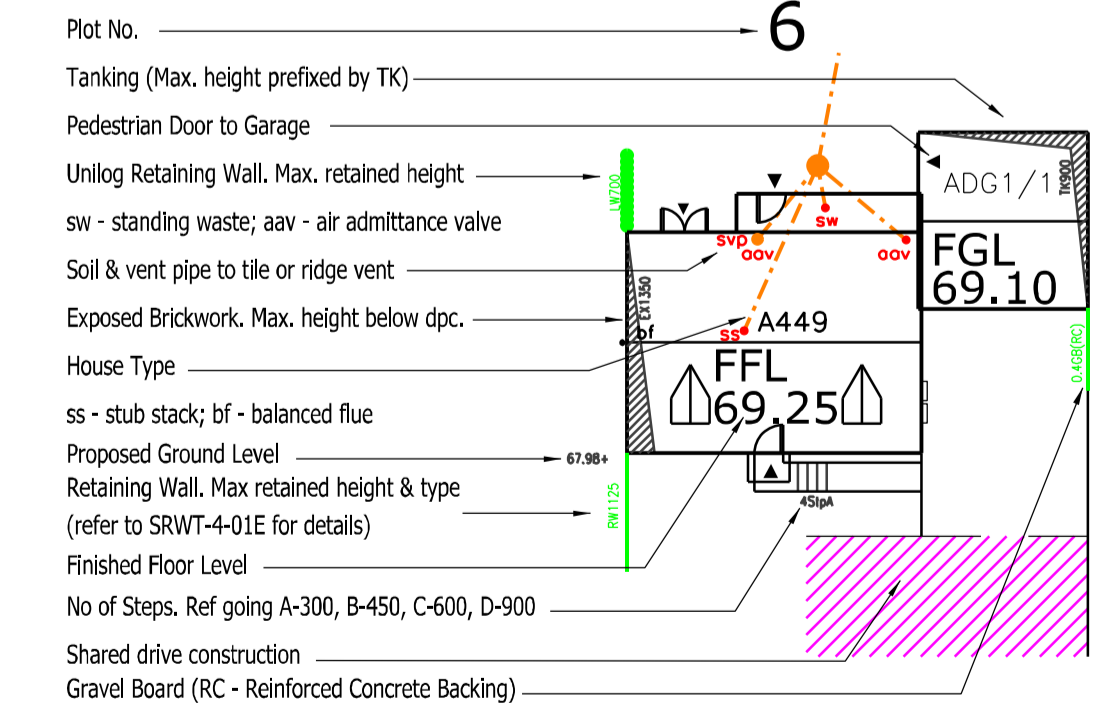 Plot No.
6
Tanking (Max. height prefixed by TK)
Pedestrian Door to Garage
Unilog Retaining Wall. Max. retained height
sw - standing waste; aav - air admittance valve
Soil & vent pipe to tile or ridge vent
Exposed Brickwork. Max. height below dpc.
House Type
ss - stub stack; bf - balanced flue
Proposed Ground Level
Retaining Wall. Max retained height & type
(refer to SRWT-4-01E for details)
Finished Floor Level
No of Steps. Ref going A-300, B-450, C-600, D-900
Shared drive construction
Gravel Board (RC - Reinforced Concrete Backing)
LW700
ADG1/1
TK900
sw
svp
aav
aav
FGL
69.10
EX1350
bf
ss
A449
FFL
69.25
0.4GB(RC)
67.98+
RW1125
4StpA